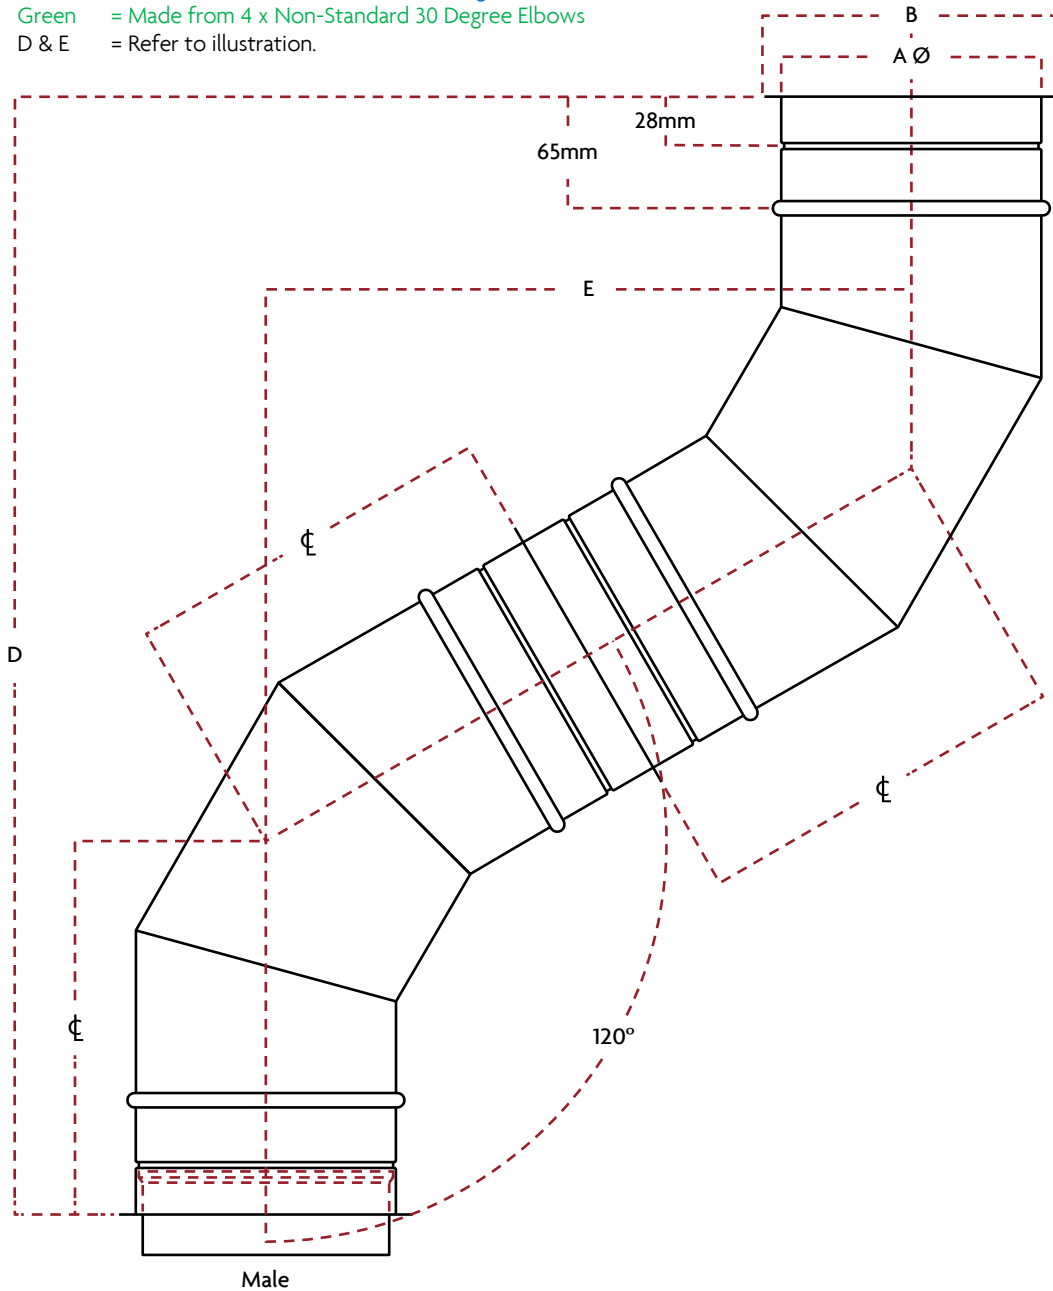 Green = Made from 4 x Non-Standard 30 Degree Elbows
D & E = Refer to illustration.
B
A Ø
28mm
65mm
E
℄
D
℄
℄
120°
Male